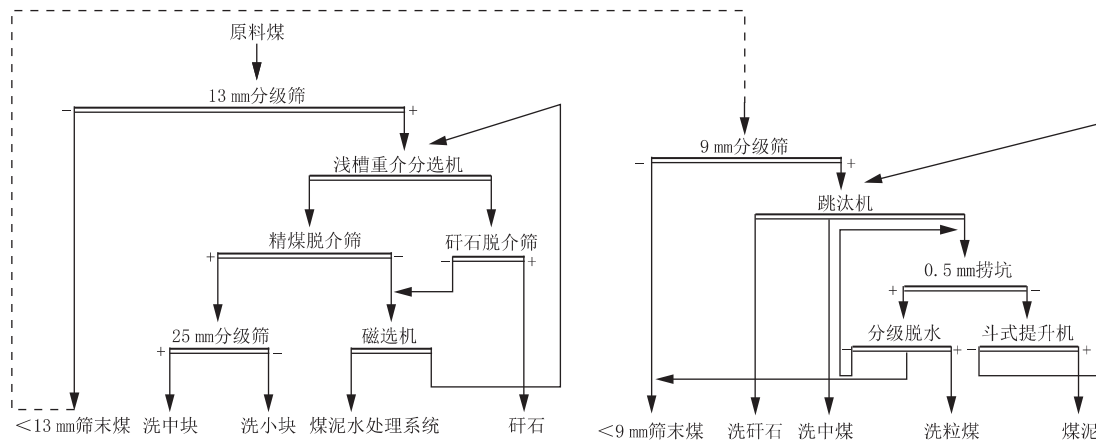 原料煤
13 mm分级筛
－ ＋
浅槽重介分选机
精煤脱介筛 矸石脱介筛
＋ － － ＋
25 mm分级筛 磁选机
＋ －
＜13 mm筛末煤 洗中块 洗小块 煤泥水处理系统 矸石
9 mm分级筛
－ ＋
跳汰机
0.5 mm捞坑
＋ －
分级脱水 斗式提升机
－ ＋ － ＋
＜9 mm筛末煤 洗矸石 洗中煤 洗粒煤 煤泥